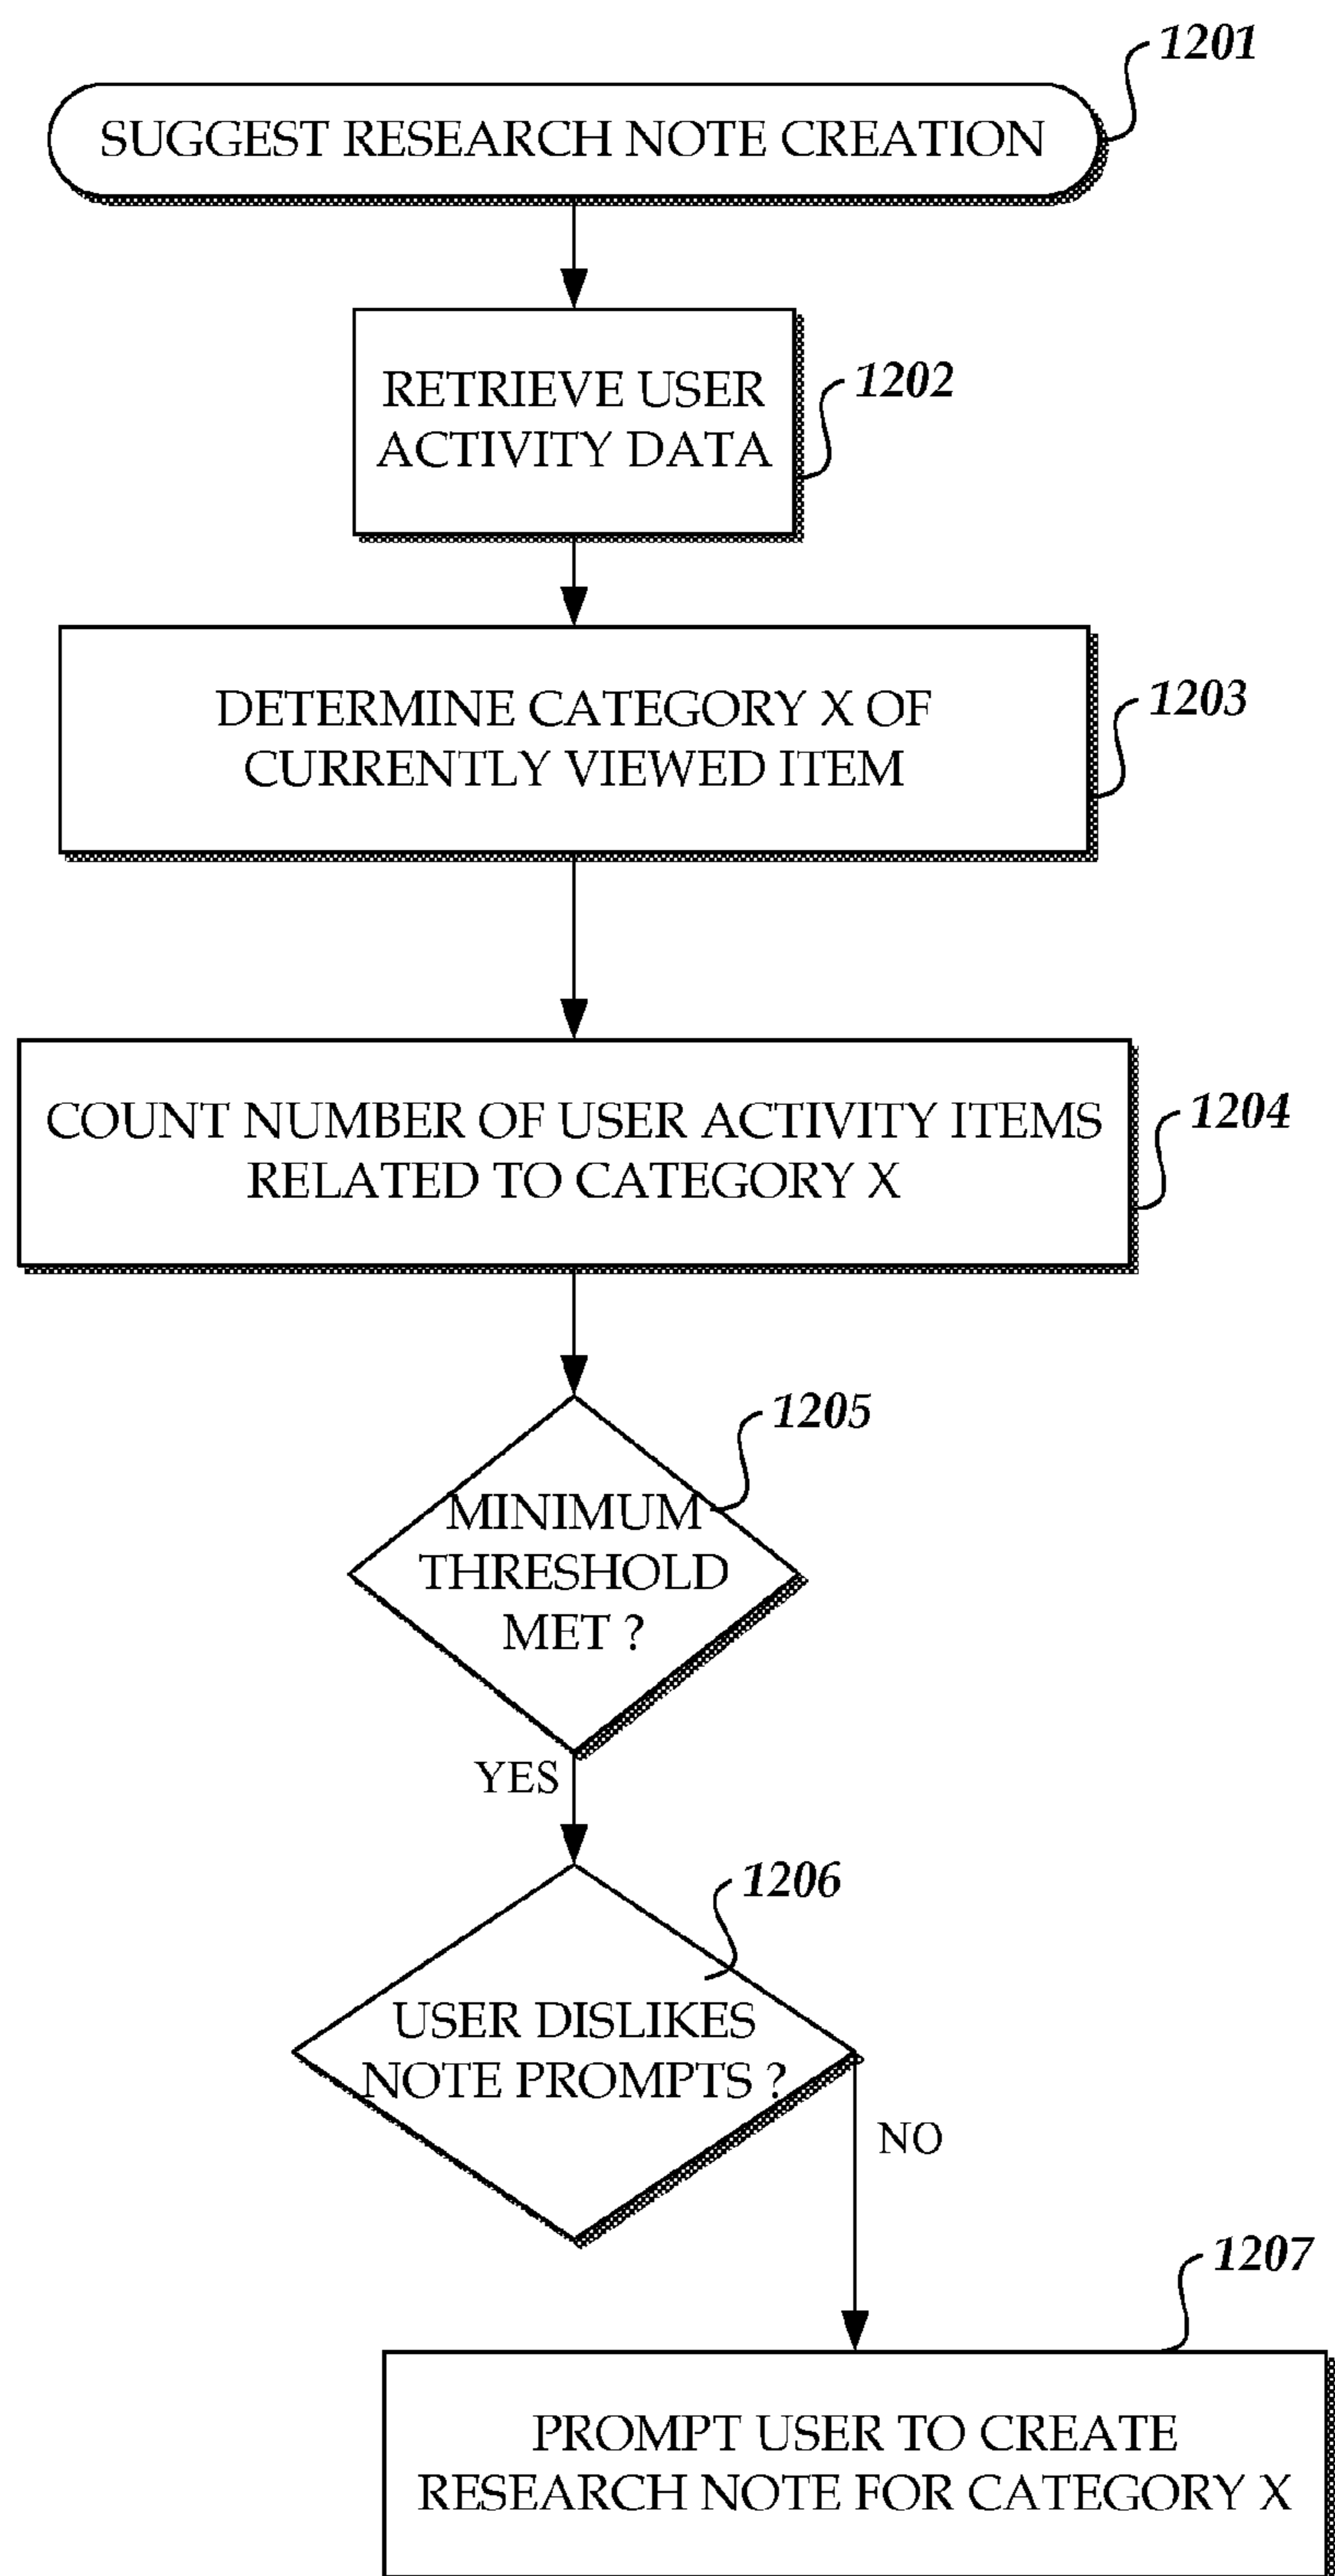 1201
SUGGEST RESEARCH NOTE CREATION
RETRIEVE USER
ACTIVITY DATA
1202
DETERMINE CATEGORY X OF
CURRENTLY VIEWED ITEM
1203
COUNT NUMBER OF USER ACTIVITY ITEMS
RELATED TO CATEGORY X
1204
1205
MINIMUM
THRESHOLD
MET ?
YES
1206
USER DISLIKES
NOTE PROMPTS ?
NO
1207
PROMPT USER TO CREATE
RESEARCH NOTE FOR CATEGORY X